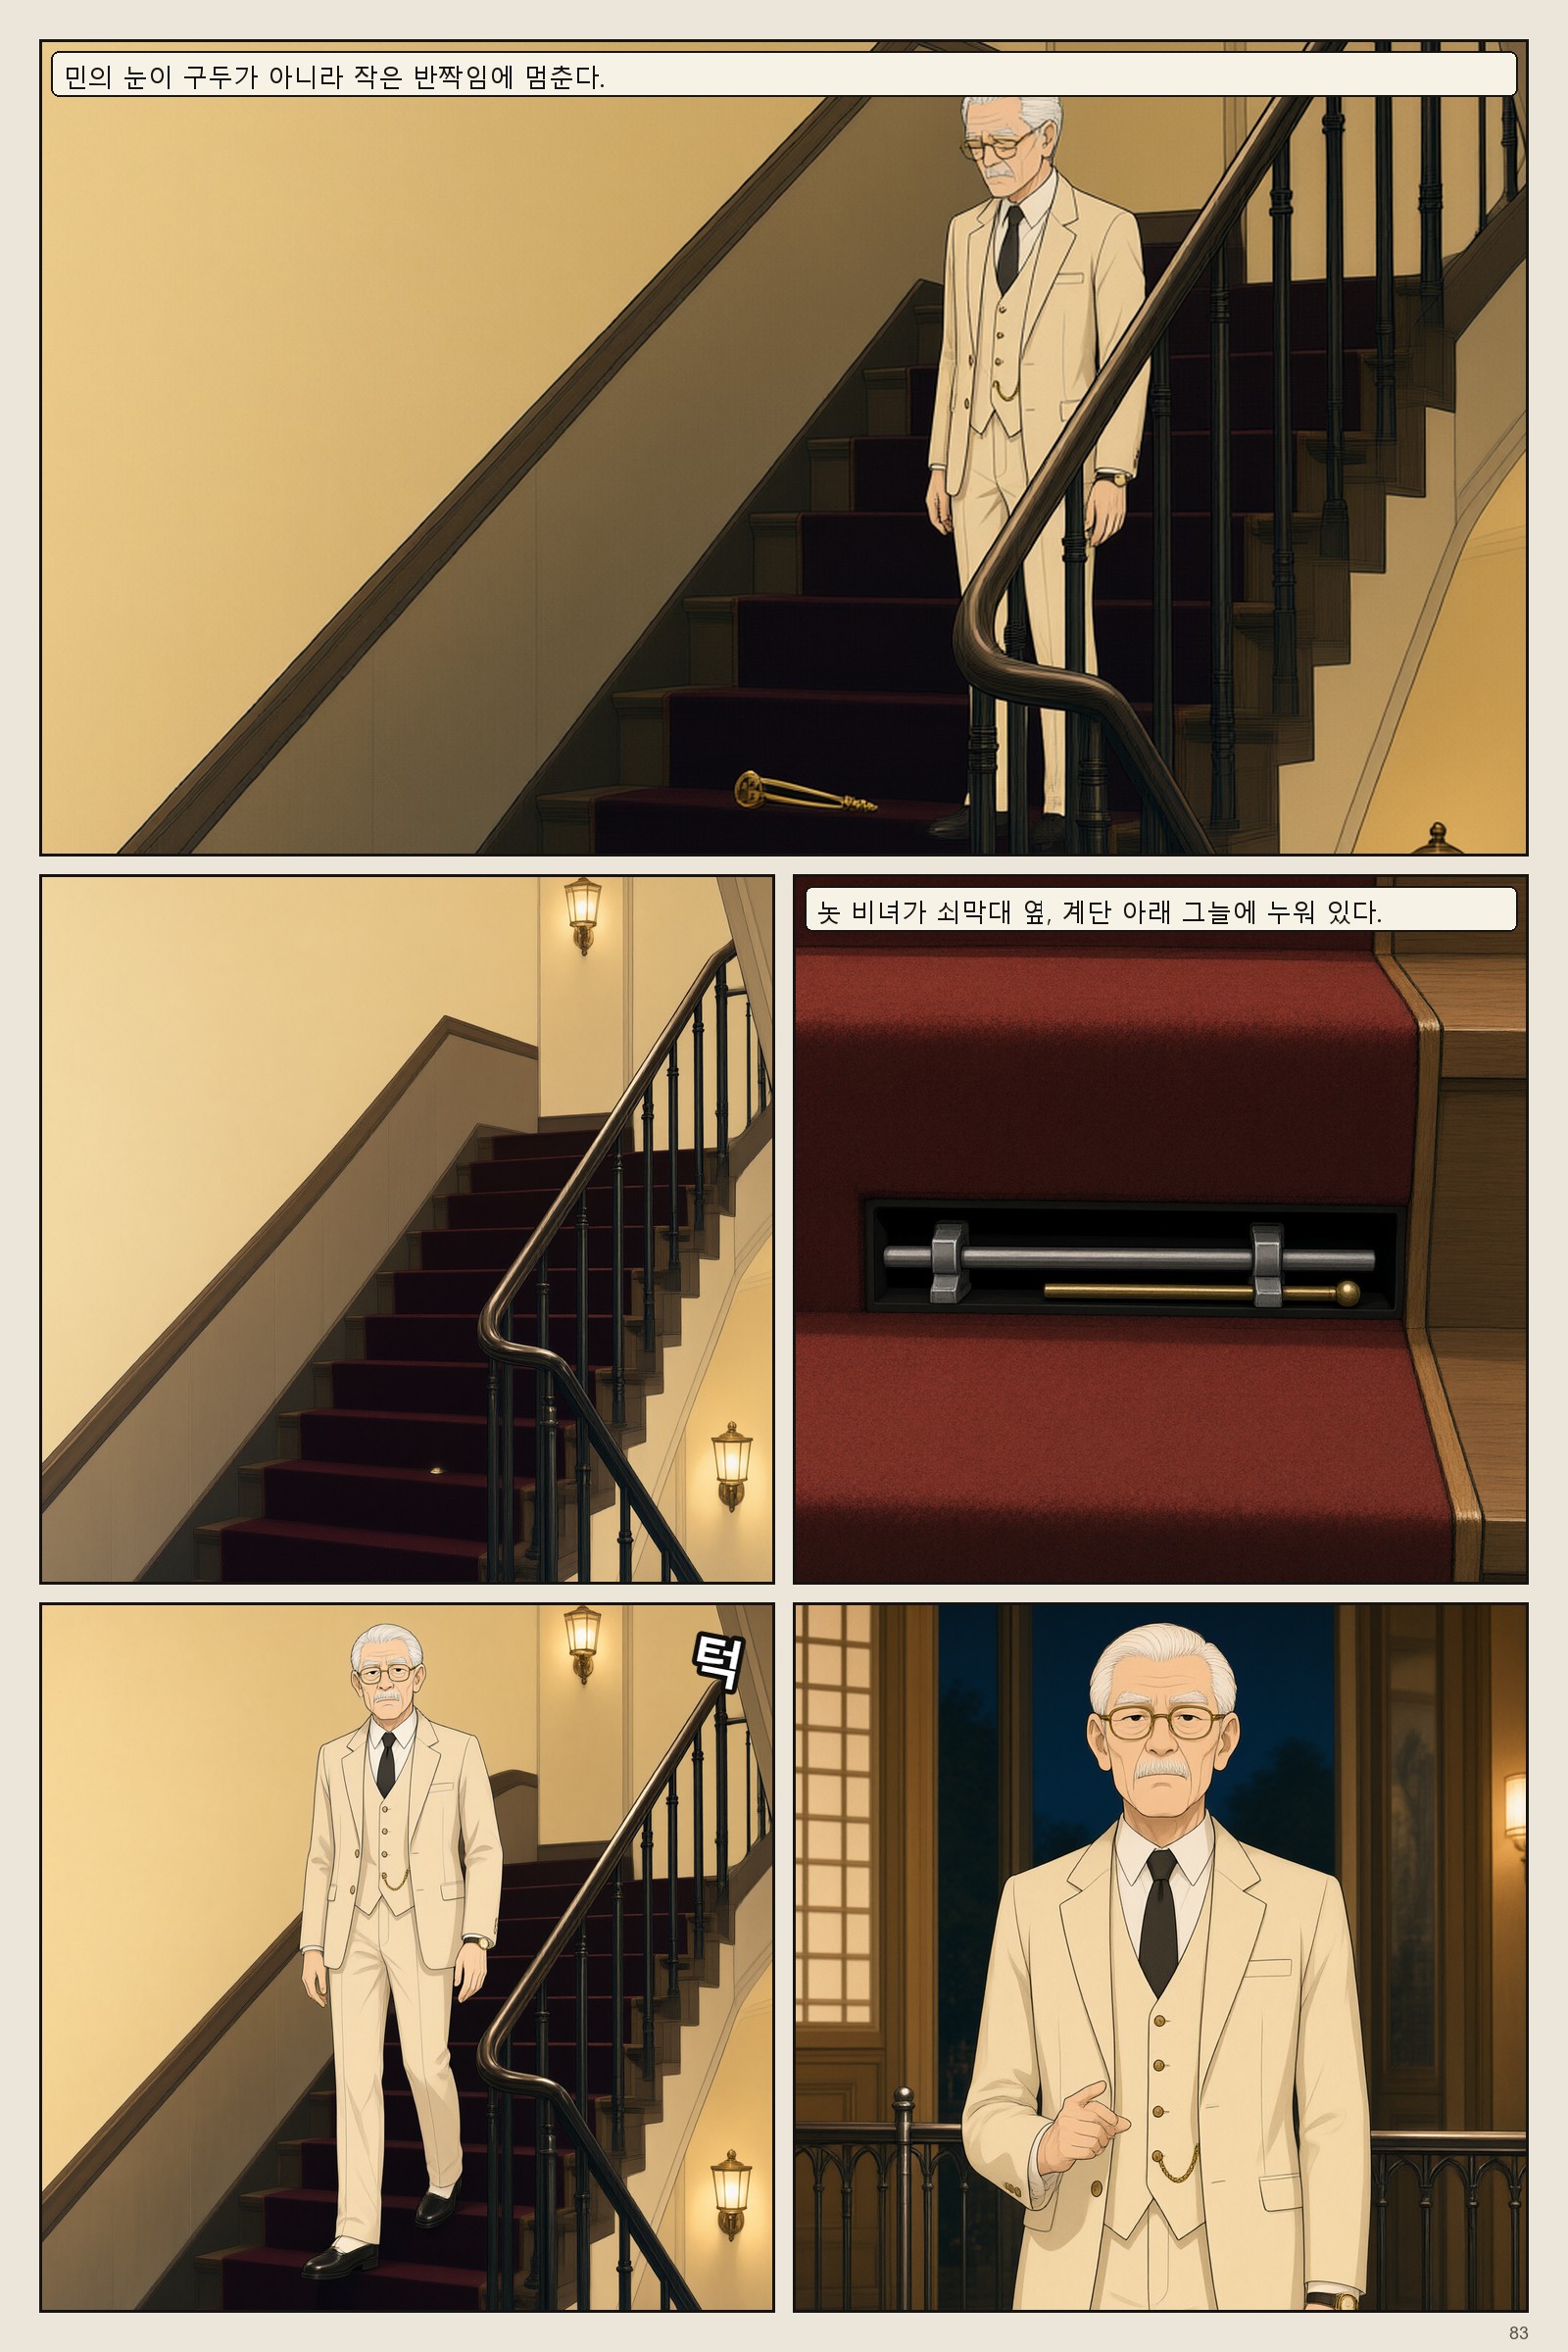 민의 눈이 구두가 아니라 작은 반짝임에 멈춘다.
놋 비녀가 쇠막대 옆, 계단 아래 그늘에 누워 있다.
턱
83